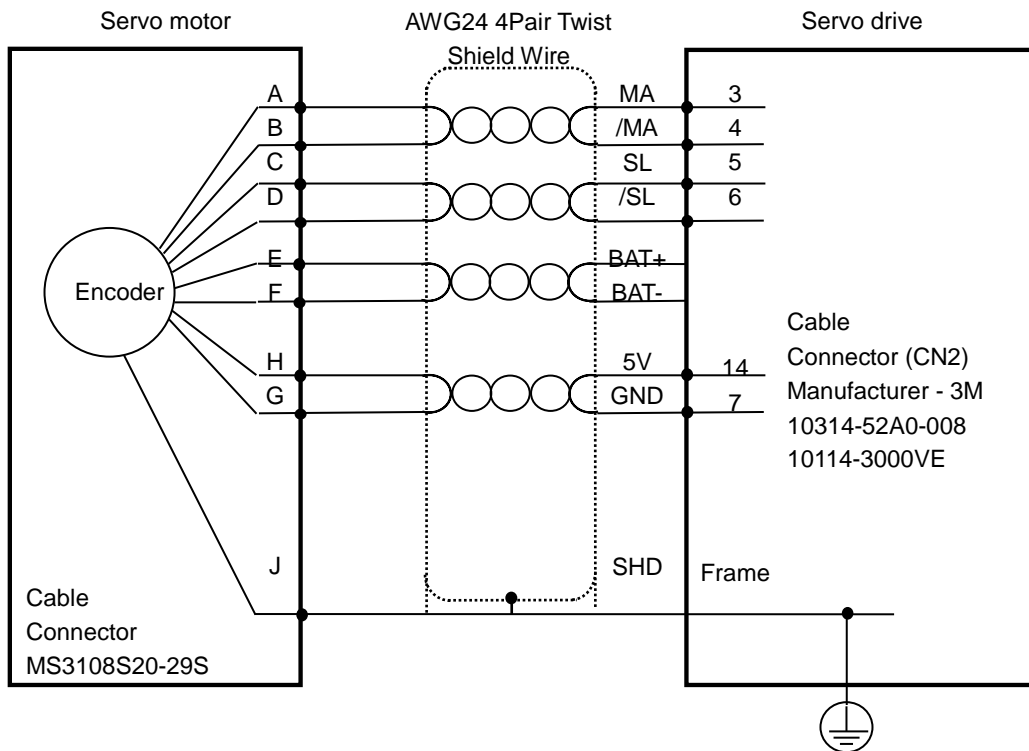 Servo motor
AWG24 4Pair Twist
Shield Wire
Servo drive
A
MA
3
B
/MA
4
C
SL
5
D
/SL
6
E
BAT+
Encoder
F
BAT-
H
5V
14
G
GND
7
Cable
Connector (CN2)
Manufacturer - 3M
10314-52A0-008
10114-3000VE
J
SHD
Frame
Cable
Connector
MS3108S20-29S